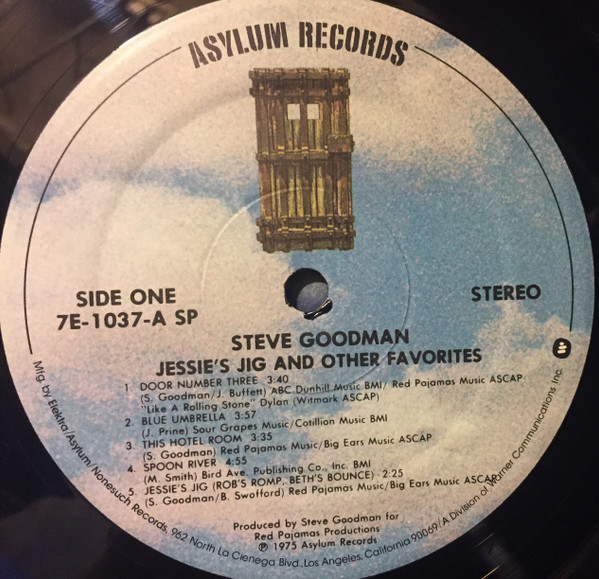 ASYLUM RECORDS
SIDE ONE
7E-1037-A SP
STEREO
STEVE GOODMAN
JESSIE'S JIG AND OTHER FAVORITES
1 DOOR NUMBER THREE 3:40
(S. Goodman/J. Buffett) ABC Dunhill Music BMI/ Red Pajamas Music ASCAP
"Like A Rolling Stone" Dylan (Witmark ASCAP)
2. BLUE UMBRELLA 3:57
(J. Prine) Sour Grapes Music/Cotillion Music BMI
3. THIS HOTEL ROOM 3:35
(S. Goodman) Red Pajamas Music/Big Ears Music ASCAP
4. SPOON RIVER 4:55
(M. Smith) Bird Ave. Publishing Co., Inc. BMI
5. JESSIE'S JIG (ROB'S ROMP, BETH'S BOUNCE) 2:25
(S. Goodman/B. Swofford) Red Pajamas Music/Big Ears Music ASCAP
Produced by Steve Goodman for
Red Pajamas Productions
℗ 1975 Asylum Records
Mfg. by Elektra/Asylum/Nonesuch Records, 962 North La Cienega Blvd., Los Angeles, California 90069/A Division of Warner Communications Inc.